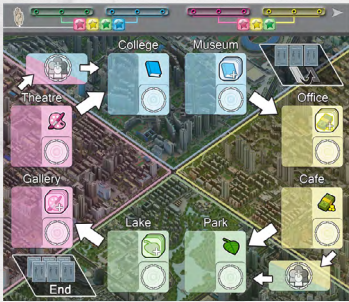 College
Museum
Theatre
Office
Gallery
Cafe
Lake
Park
End